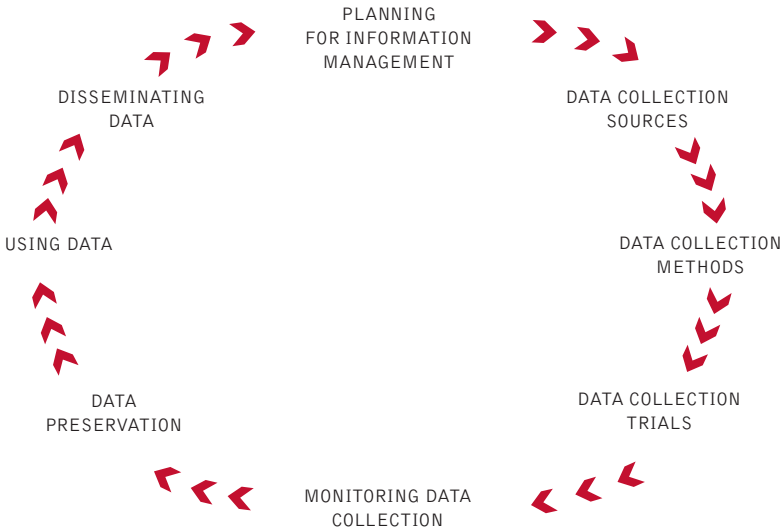 PLANNING
FOR INFORMATION
MANAGEMENT
DATA COLLECTION
SOURCES
DATA COLLECTION
METHODS
DATA COLLECTION
TRIALS
MONITORING DATA
COLLECTION
DATA
PRESERVATION
USING DATA
DISSEMINATING
DATA